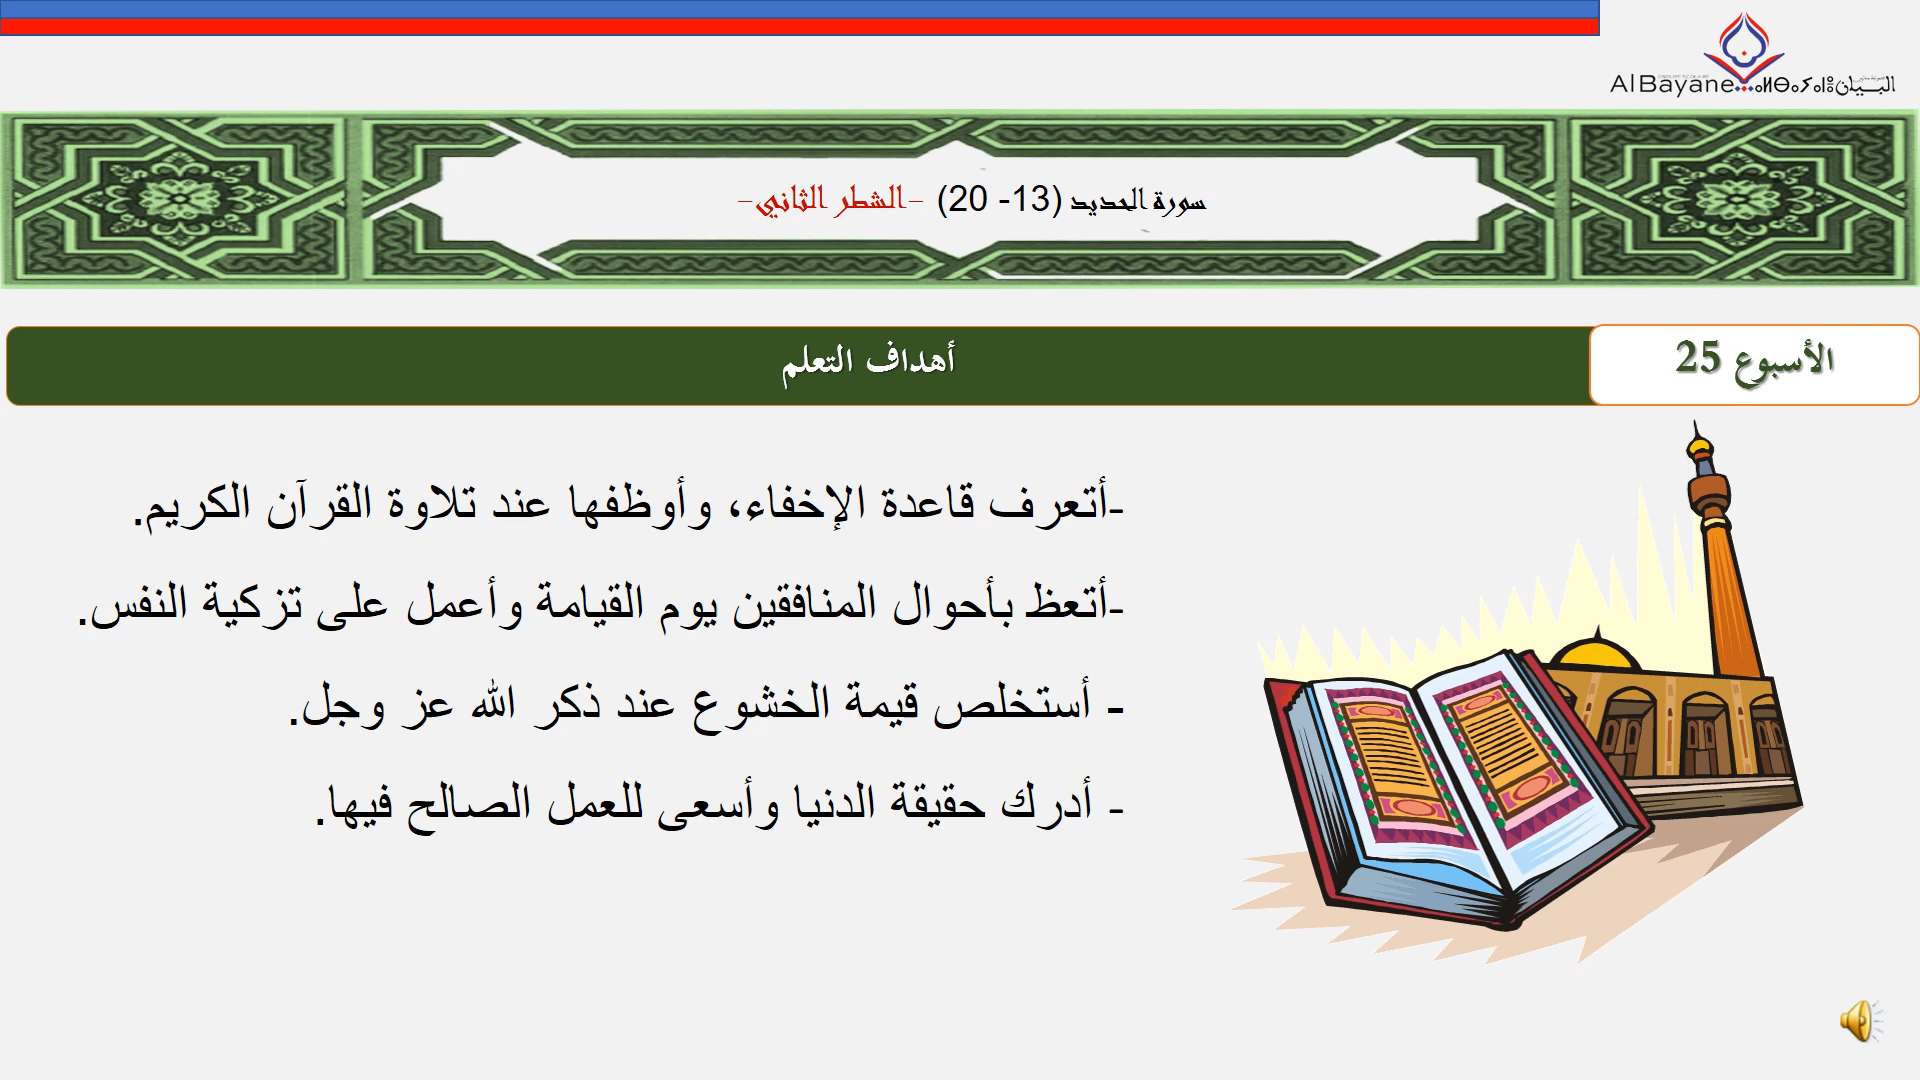 AlBayane ⴰⵍⴱⴰⵢⴰⵏ البيان
سورة الحديد (13- 20) -الشطر الثاني-
الأسبوع 25
أهداف التعلم
-أتعرف قاعدة الإخفاء، وأوظفها عند تلاوة القرآن الكريم.
-أتعظ بأحوال المنافقين يوم القيامة وأعمل على تزكية النفس.
- أستخلص قيمة الخشوع عند ذكر الله عز وجل.
- أدرك حقيقة الدنيا وأسعى للعمل الصالح فيها.